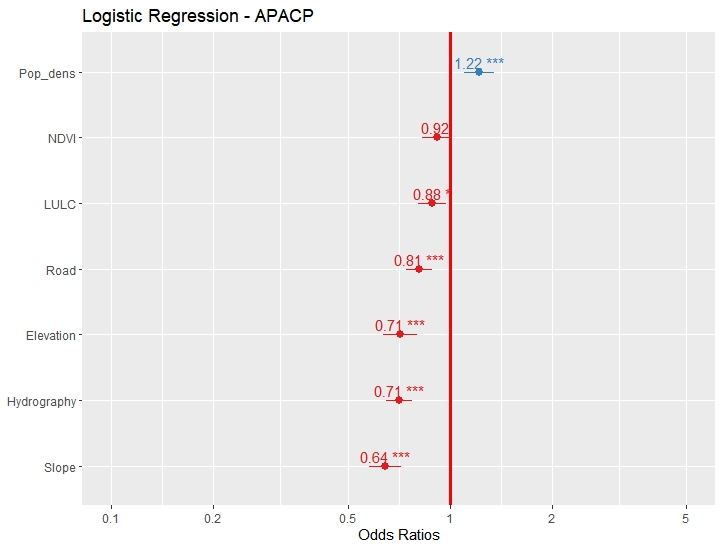 Logistic Regression - APACP
Pop_dens
1.22 ***
NDVI
0.92
LULC
0.88 *
Road
0.81 ***
Elevation
0.71 ***
Hydrography
0.71 ***
Slope
0.64 ***
0.1 0.2 0.5 1 2 5
Odds Ratios